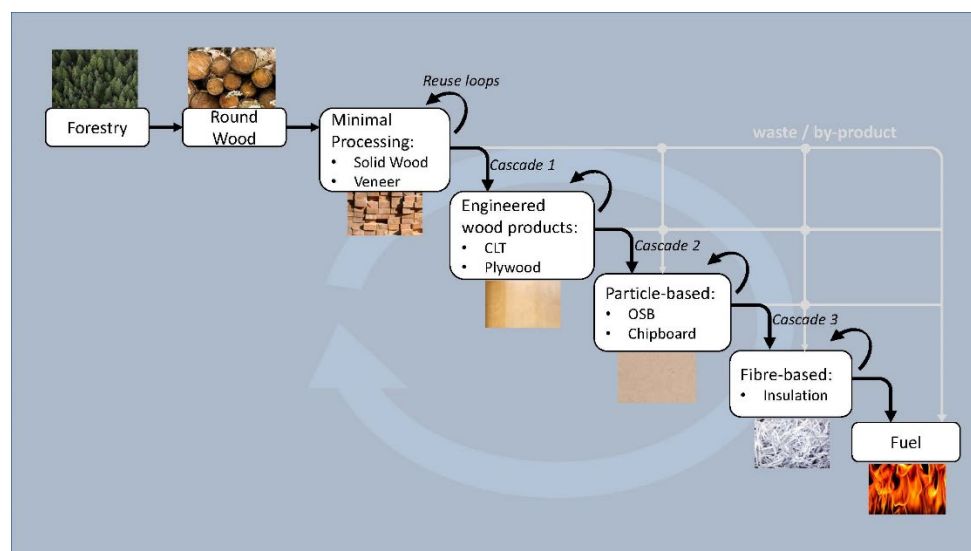 Reuse loops
Forestry
Round
Wood
Minimal
Processing:
• Solid Wood
• Veneer
waste / by-product
Cascade 1
Engineered
wood products:
• CLT
• Plywood
Cascade 2
Particle-based:
• OSB
• Chipboard
Cascade 3
Fibre-based:
• Insulation
Fuel